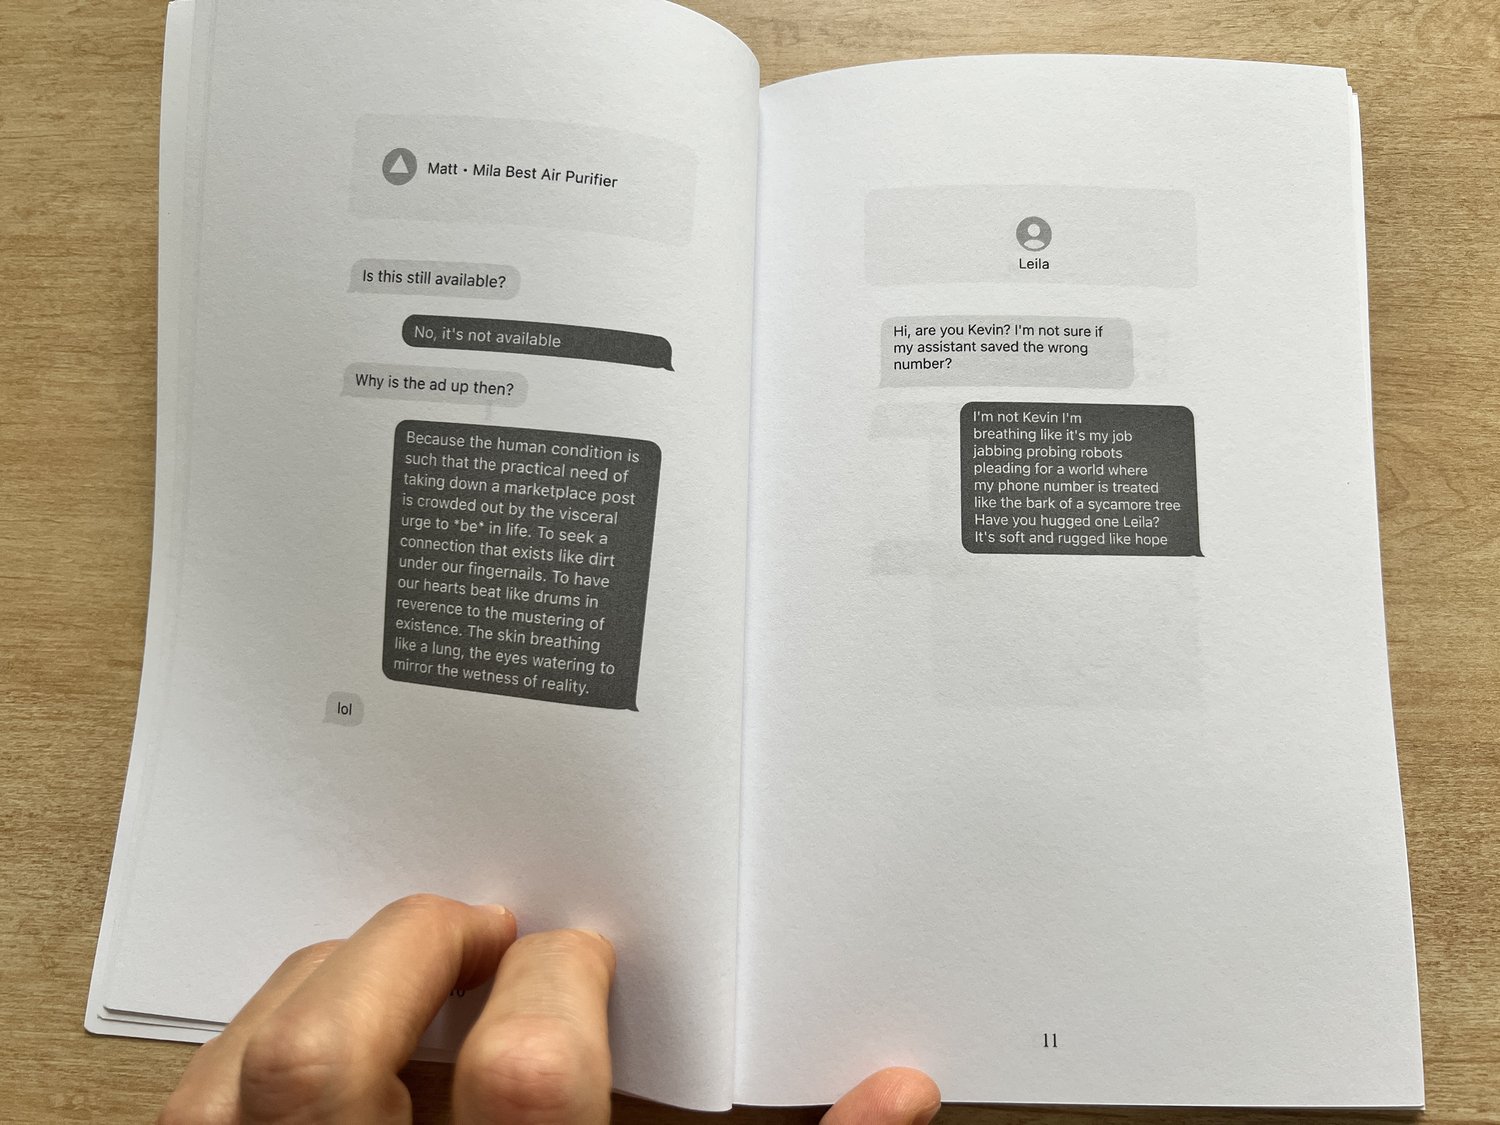 Matt • Mila Best Air Purifier
Is this still available?
No, it's not available
Why is the ad up then?
Because the human condition is
such that the practical need of
taking down a marketplace post
is crowded out by the visceral
urge to *be* in life. To seek a
connection that exists like dirt
under our fingernails. To have
our hearts beat like drums in
reverence to the mustering of
existence. The skin breathing
like a lung, the eyes watering to
mirror the wetness of reality.
lol
10
Leila
Hi, are you Kevin? I'm not sure if
my assistant saved the wrong
number?
I'm not Kevin I'm
breathing like it's my job
jabbing probing robots
pleading for a world where
my phone number is treated
like the bark of a sycamore tree
Have you hugged one Leila?
It's soft and rugged like hope
11